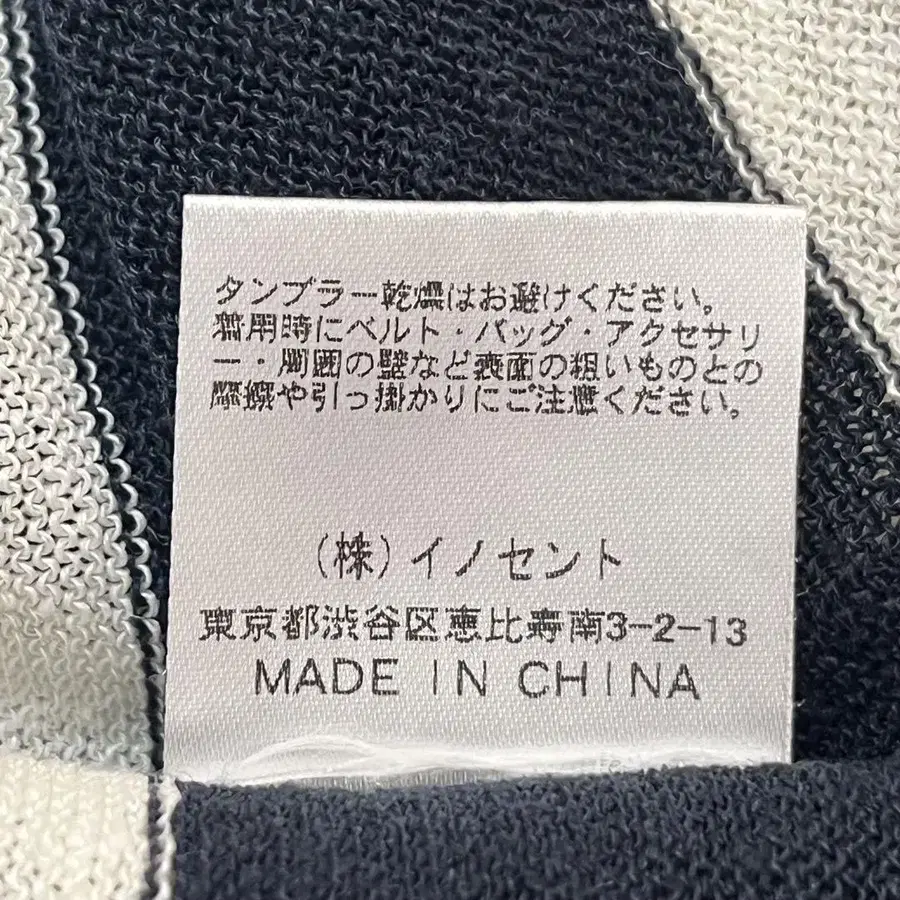 タンブラー乾燥はお避けください。
着用時にベルト・バッグ・アクセサリ
ー・周囲の壁など表面の粗いものとの
摩擦や引っ掛かりにご注意ください。
(株)イノセント
東京都渋谷区恵比寿南3-2-13
MADE IN CHINA